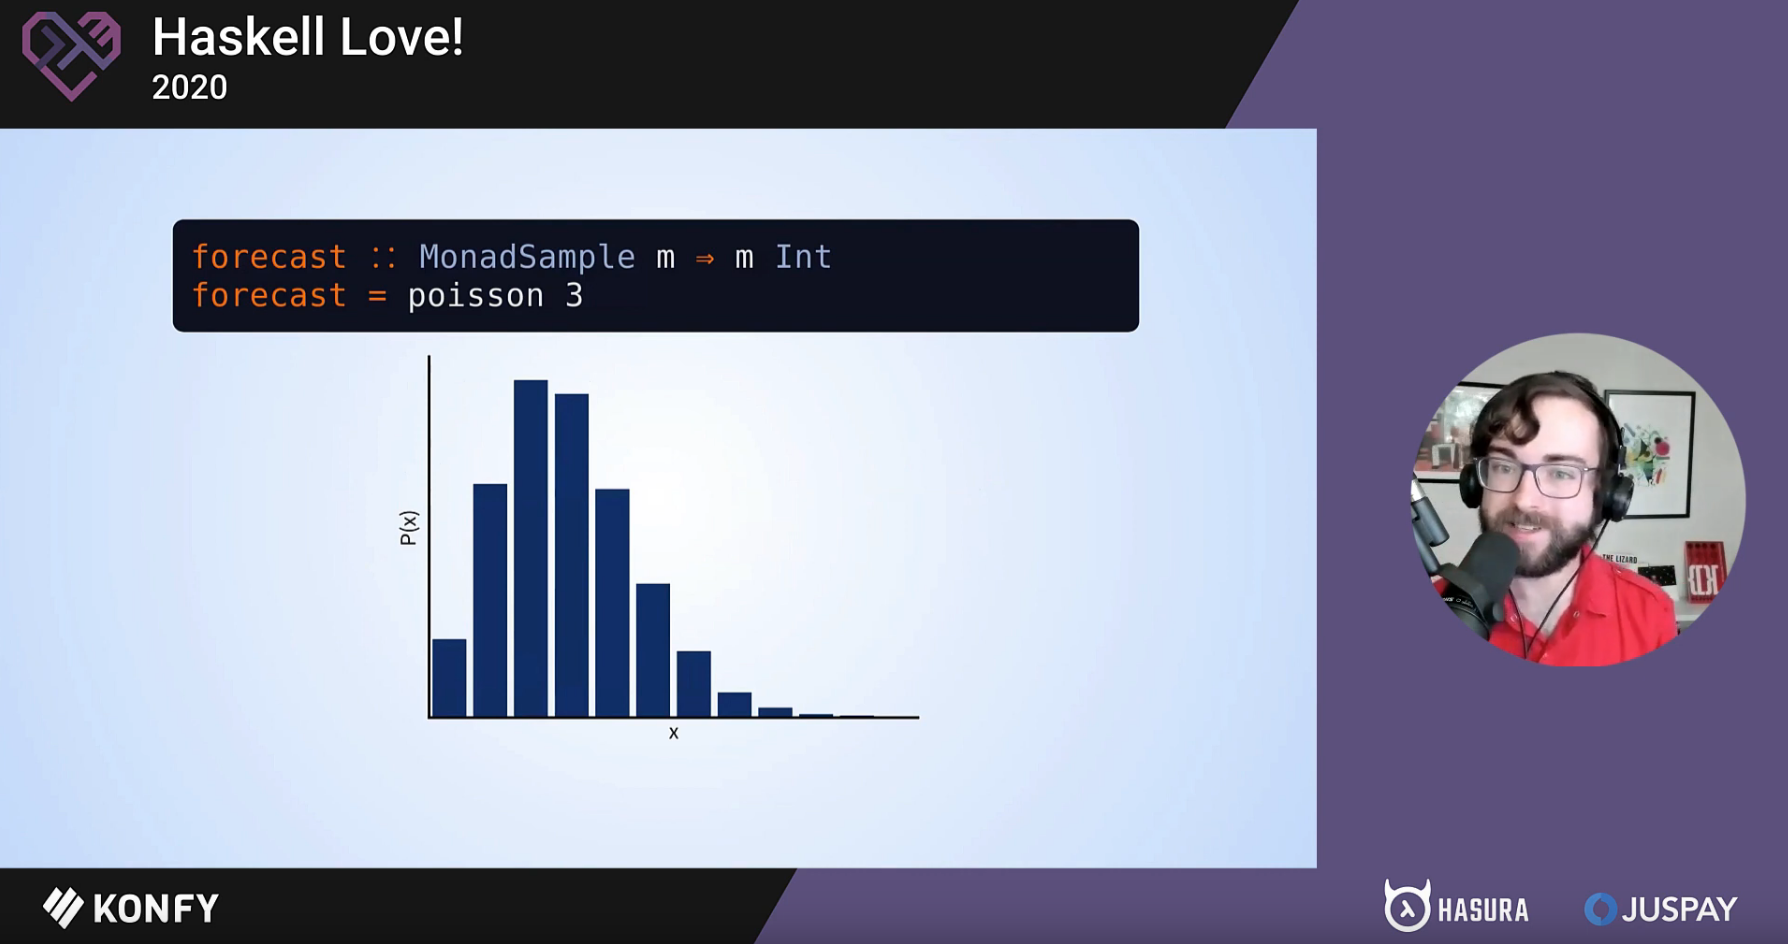 Haskell Love!
2020
forecast :: MonadSample m ⇒ m Int
forecast = poisson 3
P(x)
x
THE LIZARD
KONFY
HASURA
JUSPAY